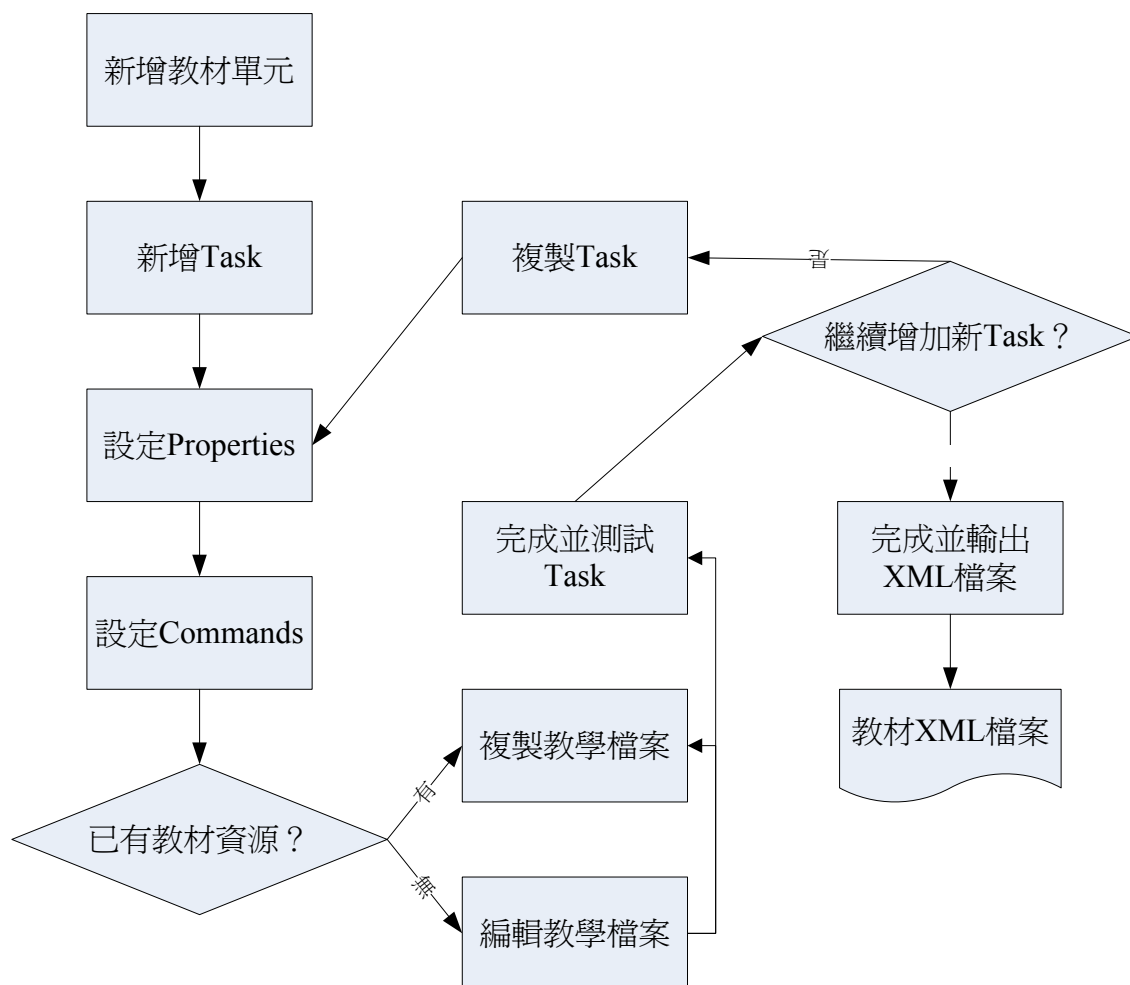 新增教材單元
新增Task
複製Task
是
繼續增加新Task？
設定Properties
完成並測試
Task
完成並輸出
XML檔案
設定Commands
複製教學檔案
教材XML檔案
有
已有教材資源？
無
編輯教學檔案